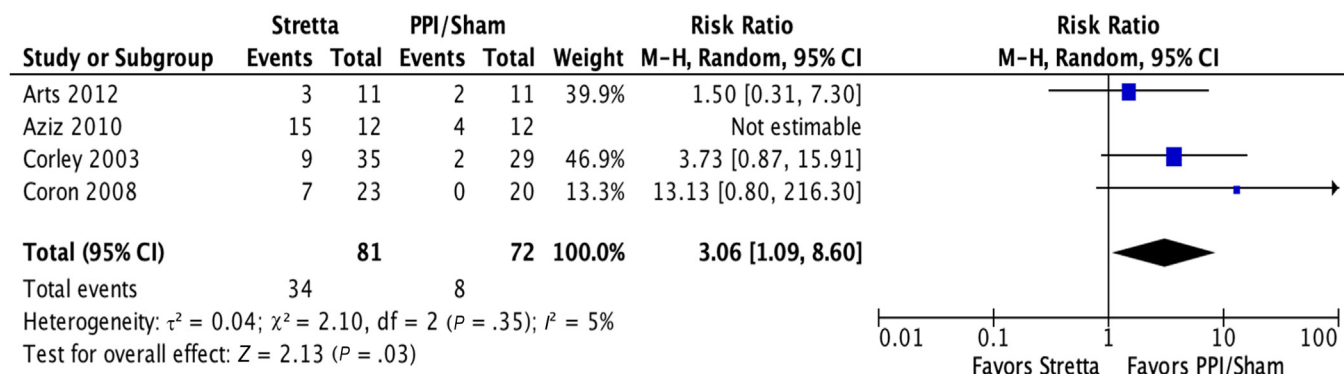 Stretta PPI/Sham Risk Ratio Risk Ratio
Study or Subgroup Events Total Events Total Weight M-H, Random, 95% CI M-H, Random, 95% CI
Arts 2012 3 11 2 11 39.9% 1.50 [0.31, 7.30]
Aziz 2010 15 12 4 12 Not estimable
Corley 2003 9 35 2 29 46.9% 3.73 [0.87, 15.91]
Coron 2008 7 23 0 20 13.3% 13.13 [0.80, 216.30]
Total (95% CI) 81 72 100.0% 3.06 [1.09, 8.60]
Total events 34 8
Heterogeneity: τ² = 0.04; χ² = 2.10, df = 2 (P = .35); I² = 5%
Test for overall effect: Z = 2.13 (P = .03)
0.01 0.1 1 10 100
Favors Stretta Favors PPI/Sham